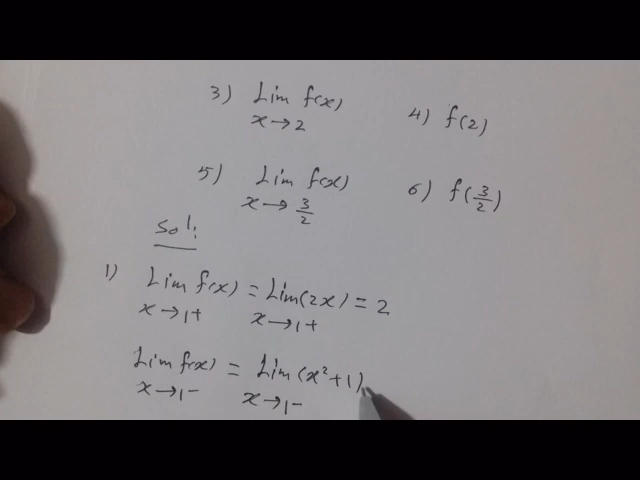 3) Lim f(x) 4) f(2)
x→2
5) Lim f(x) 6) f(3/2)
x→3/2
Sol:
1) Lim f(x) = Lim(2x) = 2
x→1+ x→1+
Lim f(x) = Lim(x²+1)
x→1- x→1-